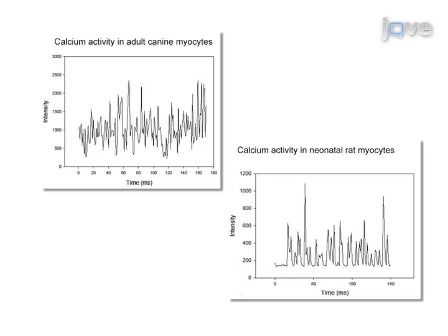 jove
Calcium activity in adult canine myocytes
3000
2500
2000
1500
1000
500
0
Intensity
0 20 40 60 80 100 120 140 160 180
Time (ms)
Calcium activity in neonatal rat myocytes
1200
1000
800
600
400
200
0
Intensity
0 50 100 150
Time (ms)